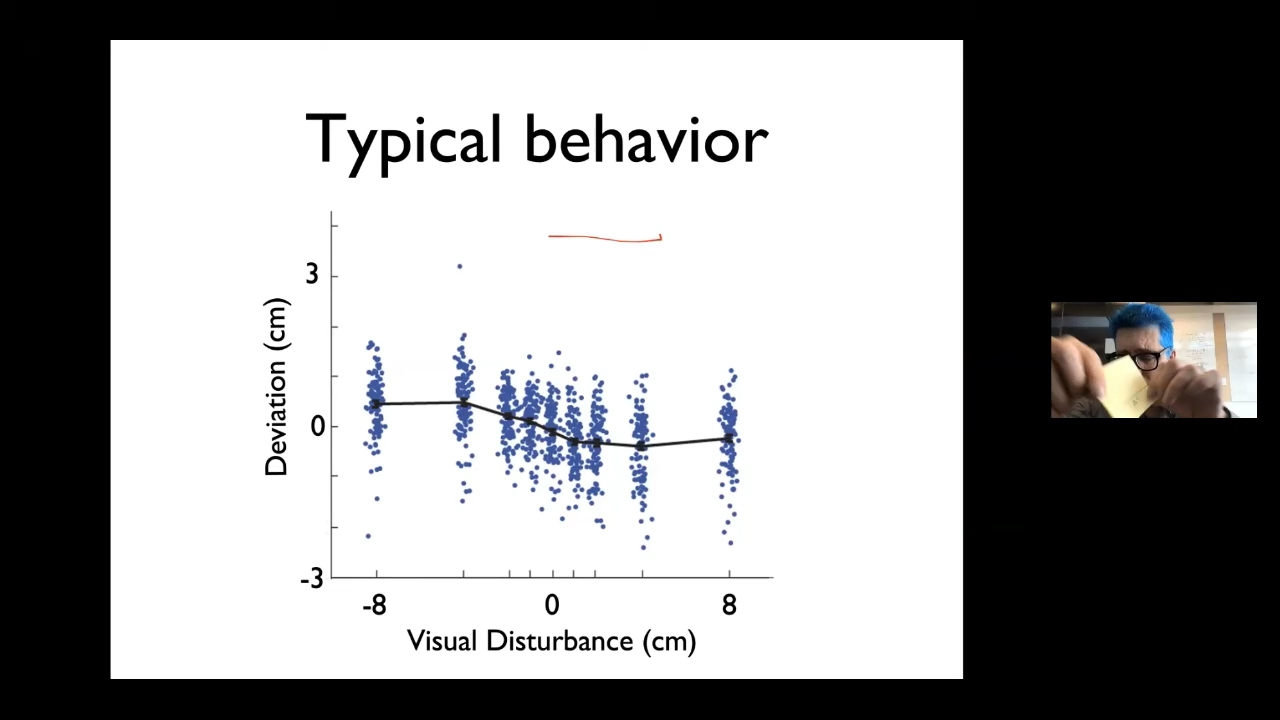 Typical behavior
3
0
-3
Deviation (cm)
-8
0
8
Visual Disturbance (cm)